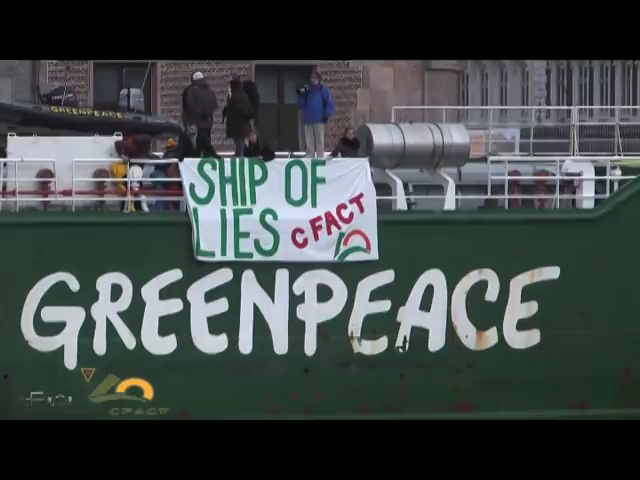 GREENPEACE
SHIP OF
LIES CFACT
GREENPEACE
CFACT